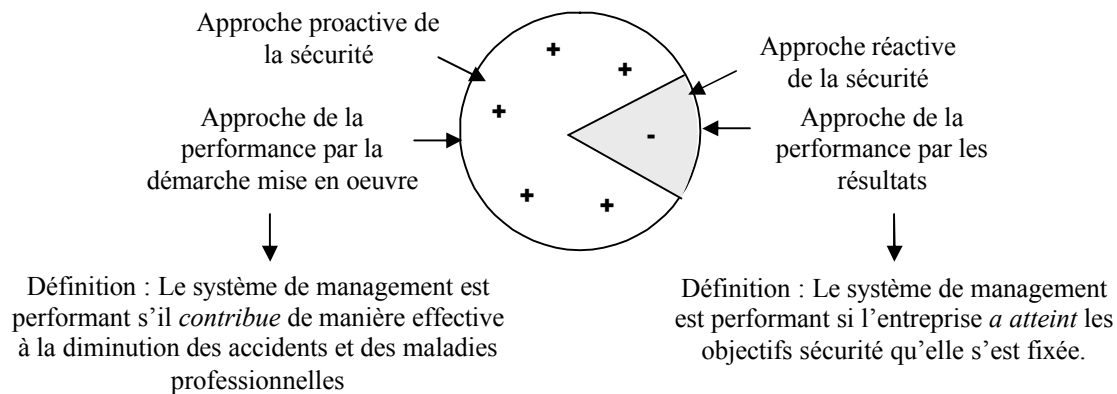 Approche proactive de
la sécurité
Approche de la
performance par la
démarche mise en oeuvre
Définition : Le système de management est
performant s’il contribue de manière effective
à la diminution des accidents et des maladies
professionnelles
+
+
+
+
+
-
Approche réactive
de la sécurité
Approche de la
performance par les
résultats
Définition : Le système de management
est performant si l’entreprise a atteint les
objectifs sécurité qu’elle s’est fixée.